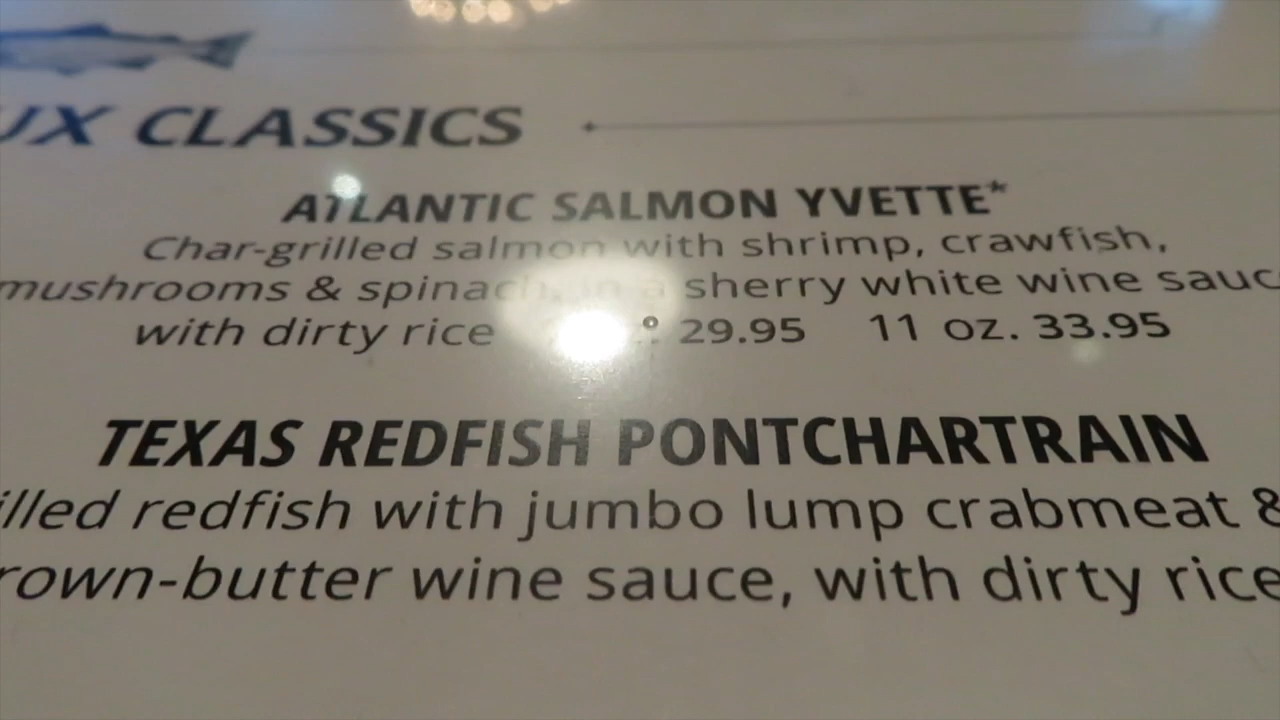 UX CLASSICS
ATLANTIC SALMON YVETTE*
Char-grilled salmon with shrimp, crawfish,
mushrooms & spinach, in a sherry white wine sauc
with dirty rice 29.95 11 oz. 33.95
TEXAS REDFISH PONTCHARTRAIN
illed redfish with jumbo lump crabmeat &
rown-butter wine sauce, with dirty rice